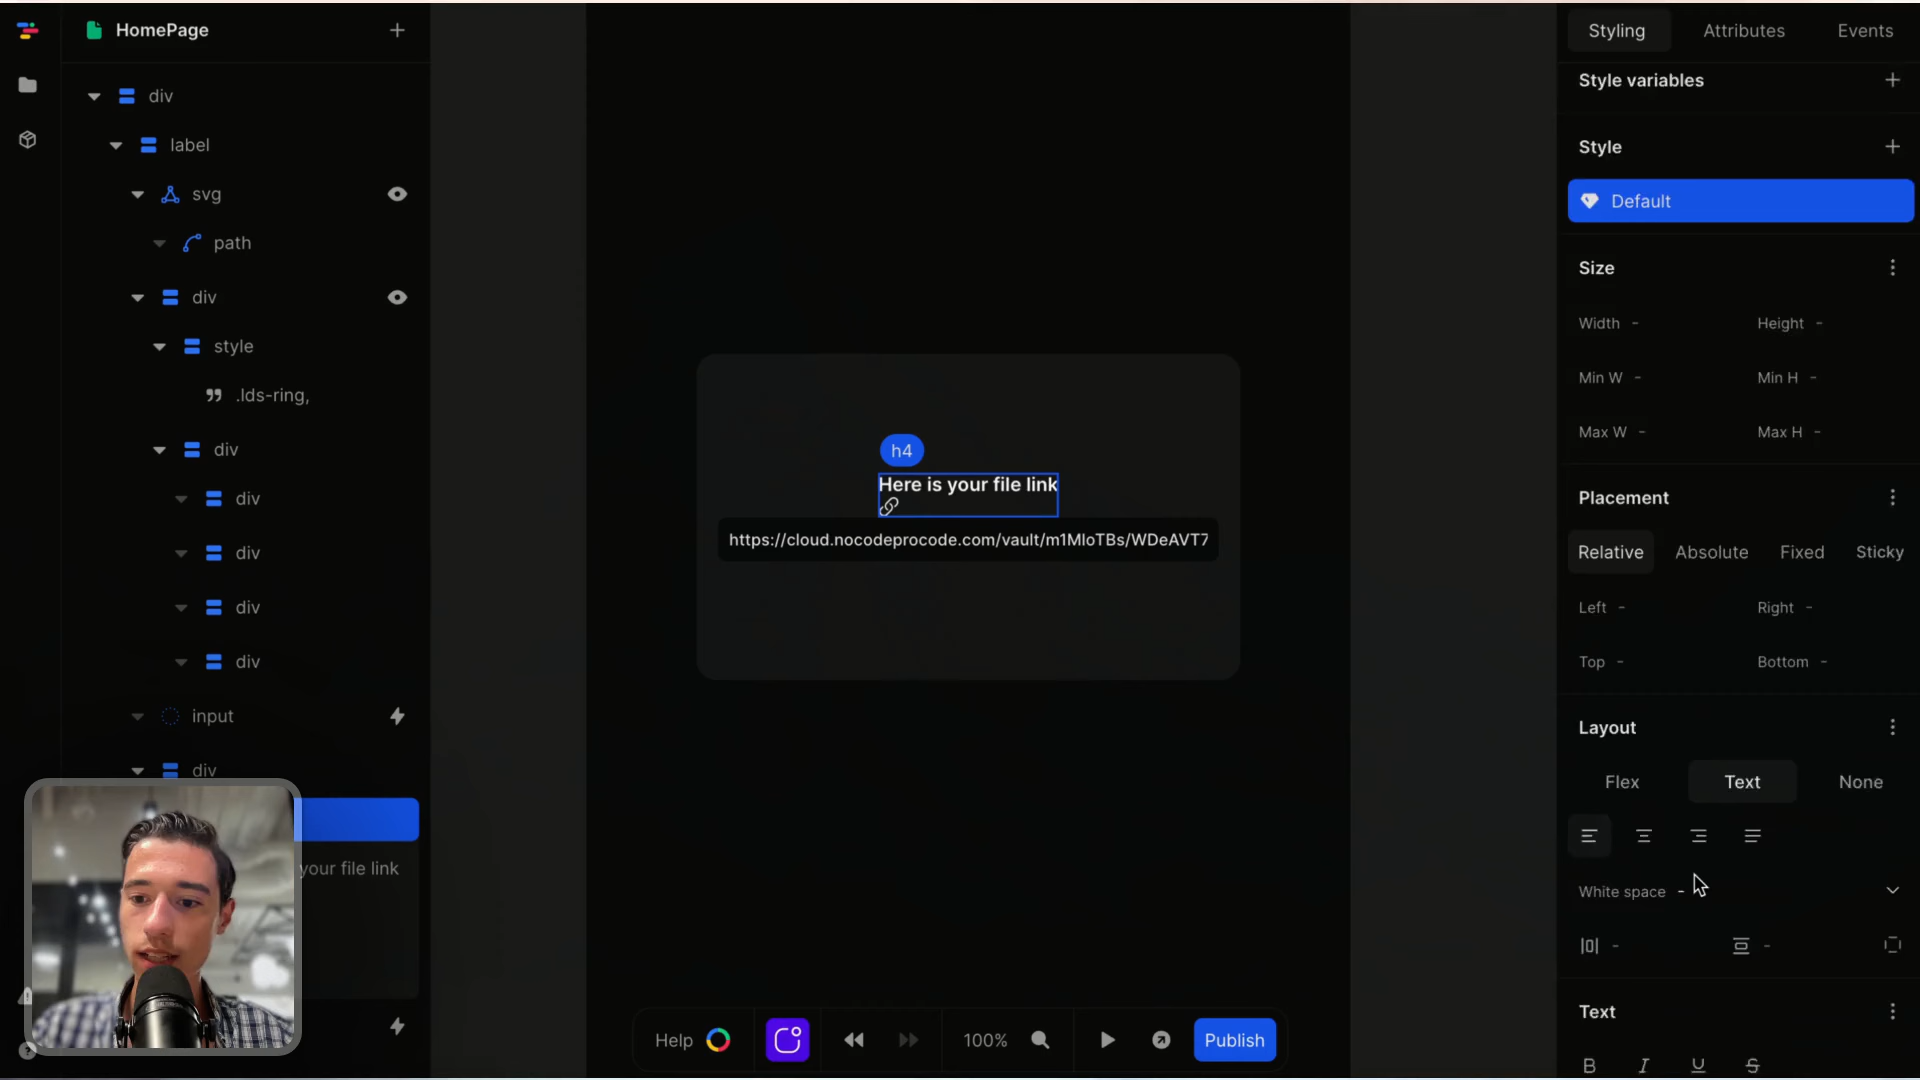 HomePage
div
label
svg
path
div
style
.lds-ring,
div
div
div
div
div
input
div
your file link
h4
Here is your file link
https://cloud.nocodeprocode.com/vault/m1MloTBs/WDeAVT7
Help
100%
Publish
Styling Attributes Events
Style variables
Style
Default
Size
Width - Height -
Min W - Min H -
Max W - Max H -
Placement
Relative Absolute Fixed Sticky
Left - Right -
Top - Bottom -
Layout
Flex Text None
White space -
- -
Text
B I U S